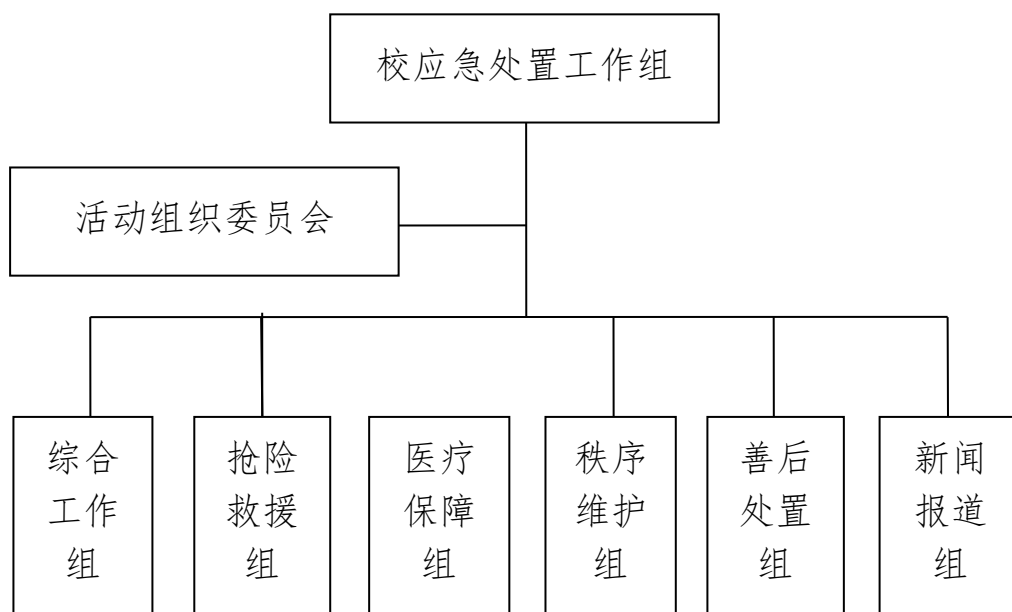 校应急处置工作组
活动组织委员会
综合
工作
组
抢险
救援
组
医疗
保障
组
秩序
维护
组
善后
处置
组
新闻
报道
组